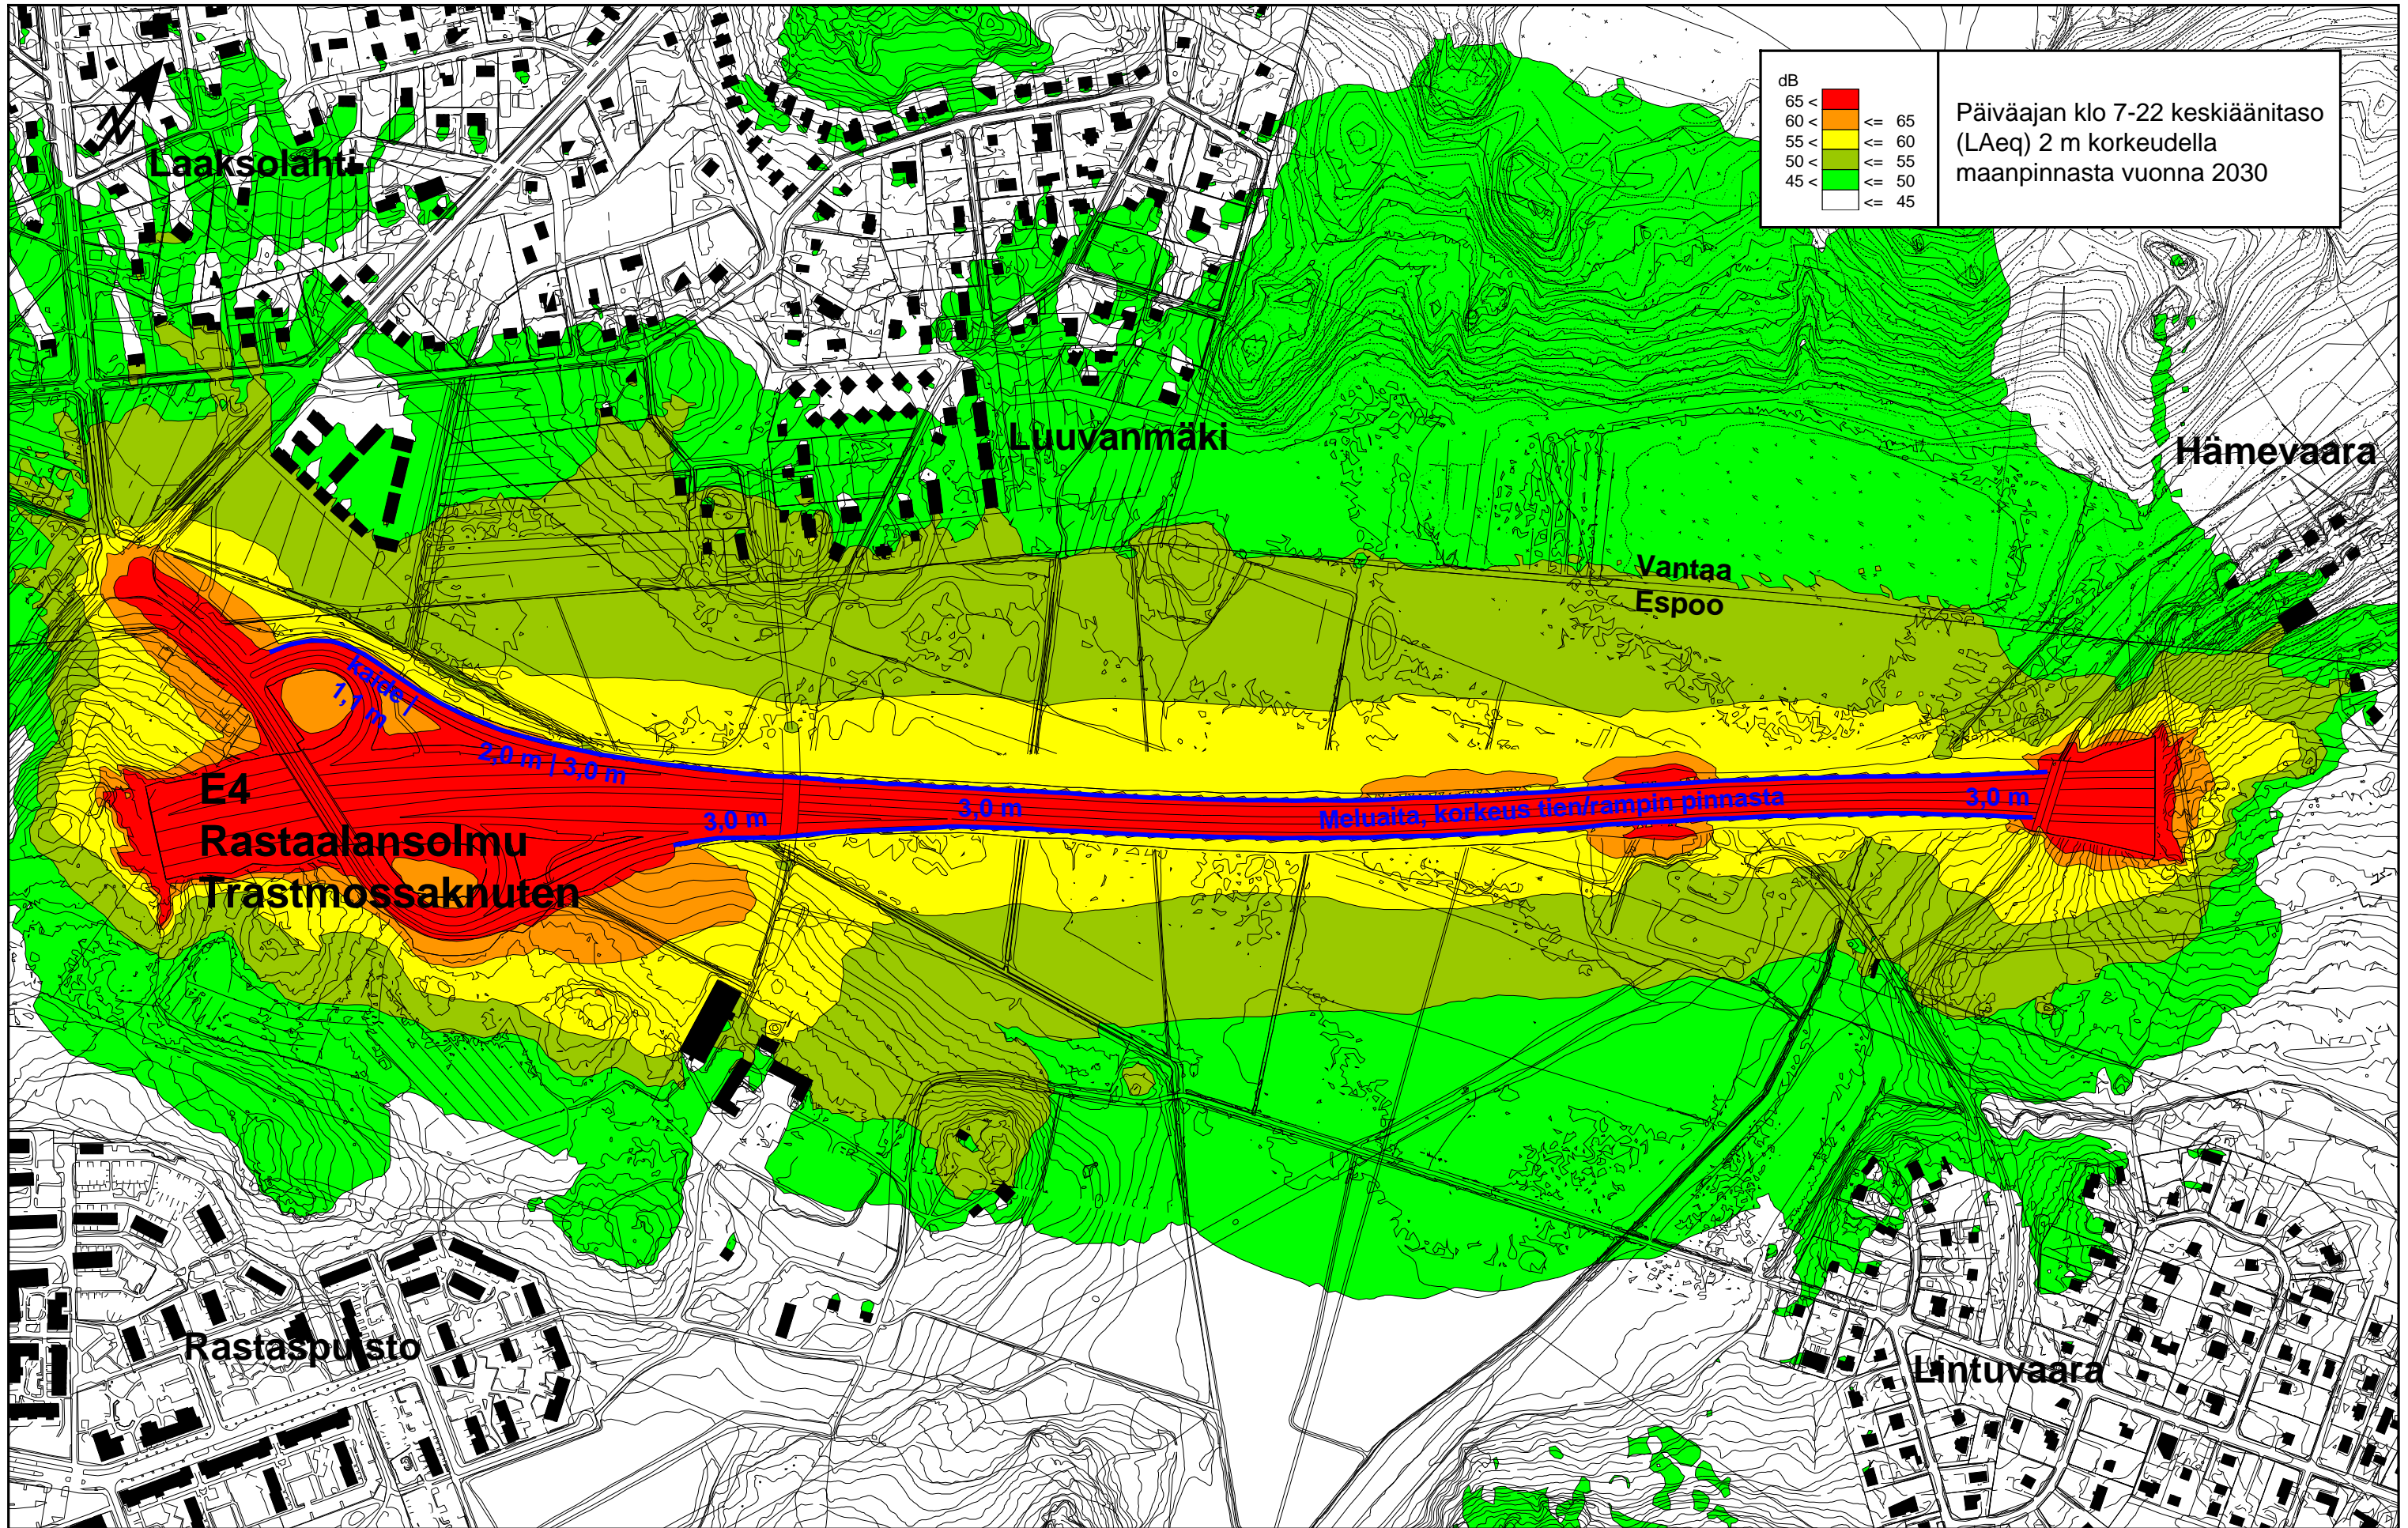 dB
65 <
60 < <= 65
55 < <= 60
50 < <= 55
45 < <= 50
<= 45
Päiväajan klo 7-22 keskiäänitaso
(LAeq) 2 m korkeudella
maanpinnasta vuonna 2030
N
Laaksolahti
Luuvanmäki
Hämevaara
Vantaa
Espoo
kaide /
1,1 m
2,0 m / 3,0 m
E4
Rastaalansolmu
Trastmossaknuten
3,0 m
3,0 m
Meluaita, korkeus tien/rampin pinnasta
3,0 m
Rastaspuisto
Lintuvaara